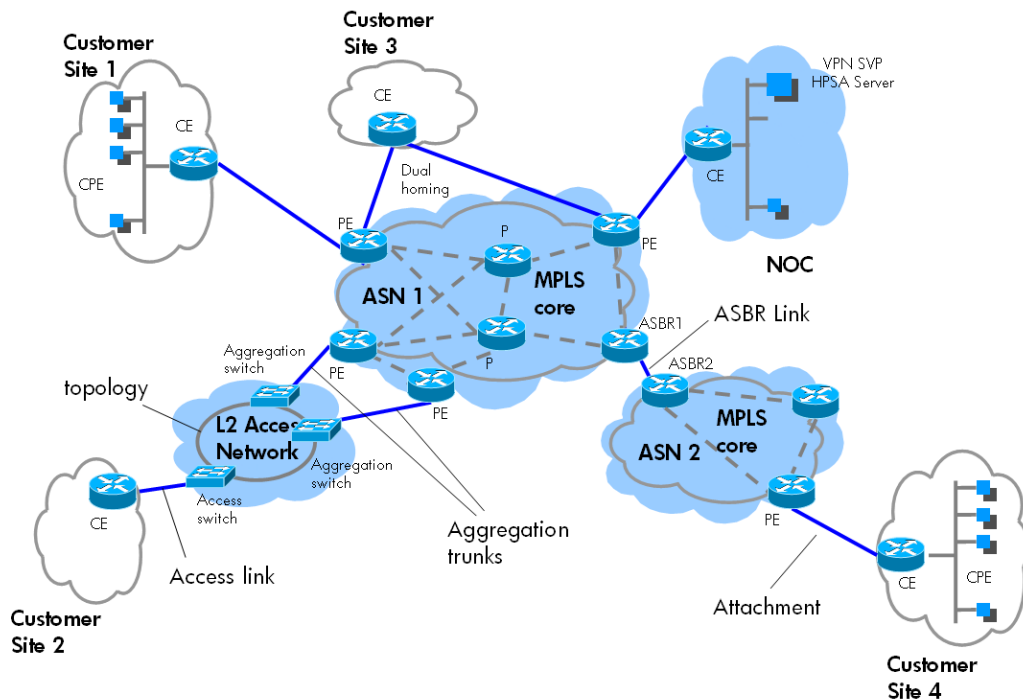 Customer
Site 1
Customer
Site 3
VPN SVP
HPSA Server
CE
CE
CE
CPE
Dual
homing
NOC
PE
P
PE
ASN 1
MPLS
core
ASBR Link
ASBR1
Aggregation
switch
PE
P
ASBR2
topology
PE
L2 Access
Network
MPLS
core
ASN 2
Aggregation
switch
Access
switch
CE
PE
Aggregation
trunks
Access link
CE
CPE
Attachment
Customer
Site 2
Customer
Site 4